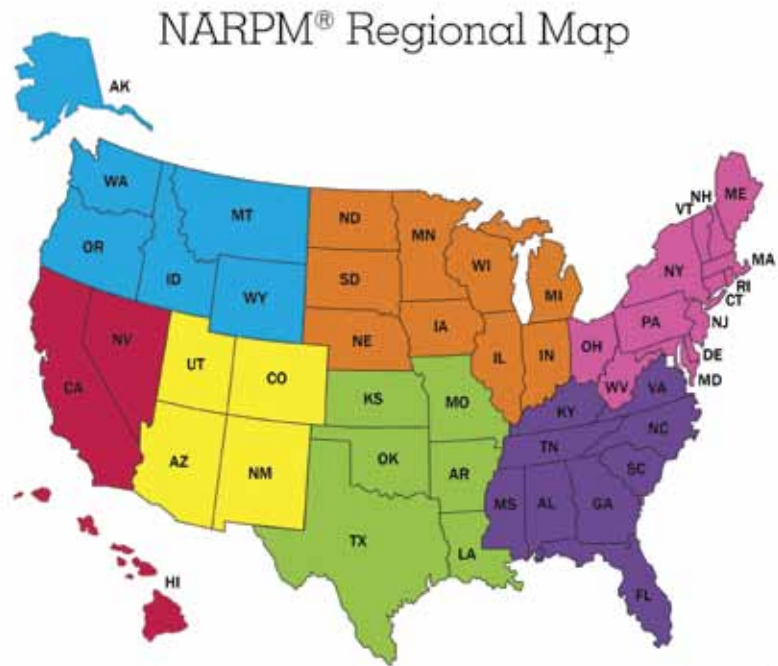 NARPM® Regional Map
AK
WA
MT
ND
MN
ME
NH
VT
OR
ID
WY
SD
WI
MI
NY
MA
RI
CT
NV
CA
UT
CO
NE
IA
IL
IN
OH
PA
NJ
DE
MD
WV
VA
KS
MO
KY
AZ
NM
OK
AR
TN
NC
SC
TX
LA
MS
AL
GA
FL
HI